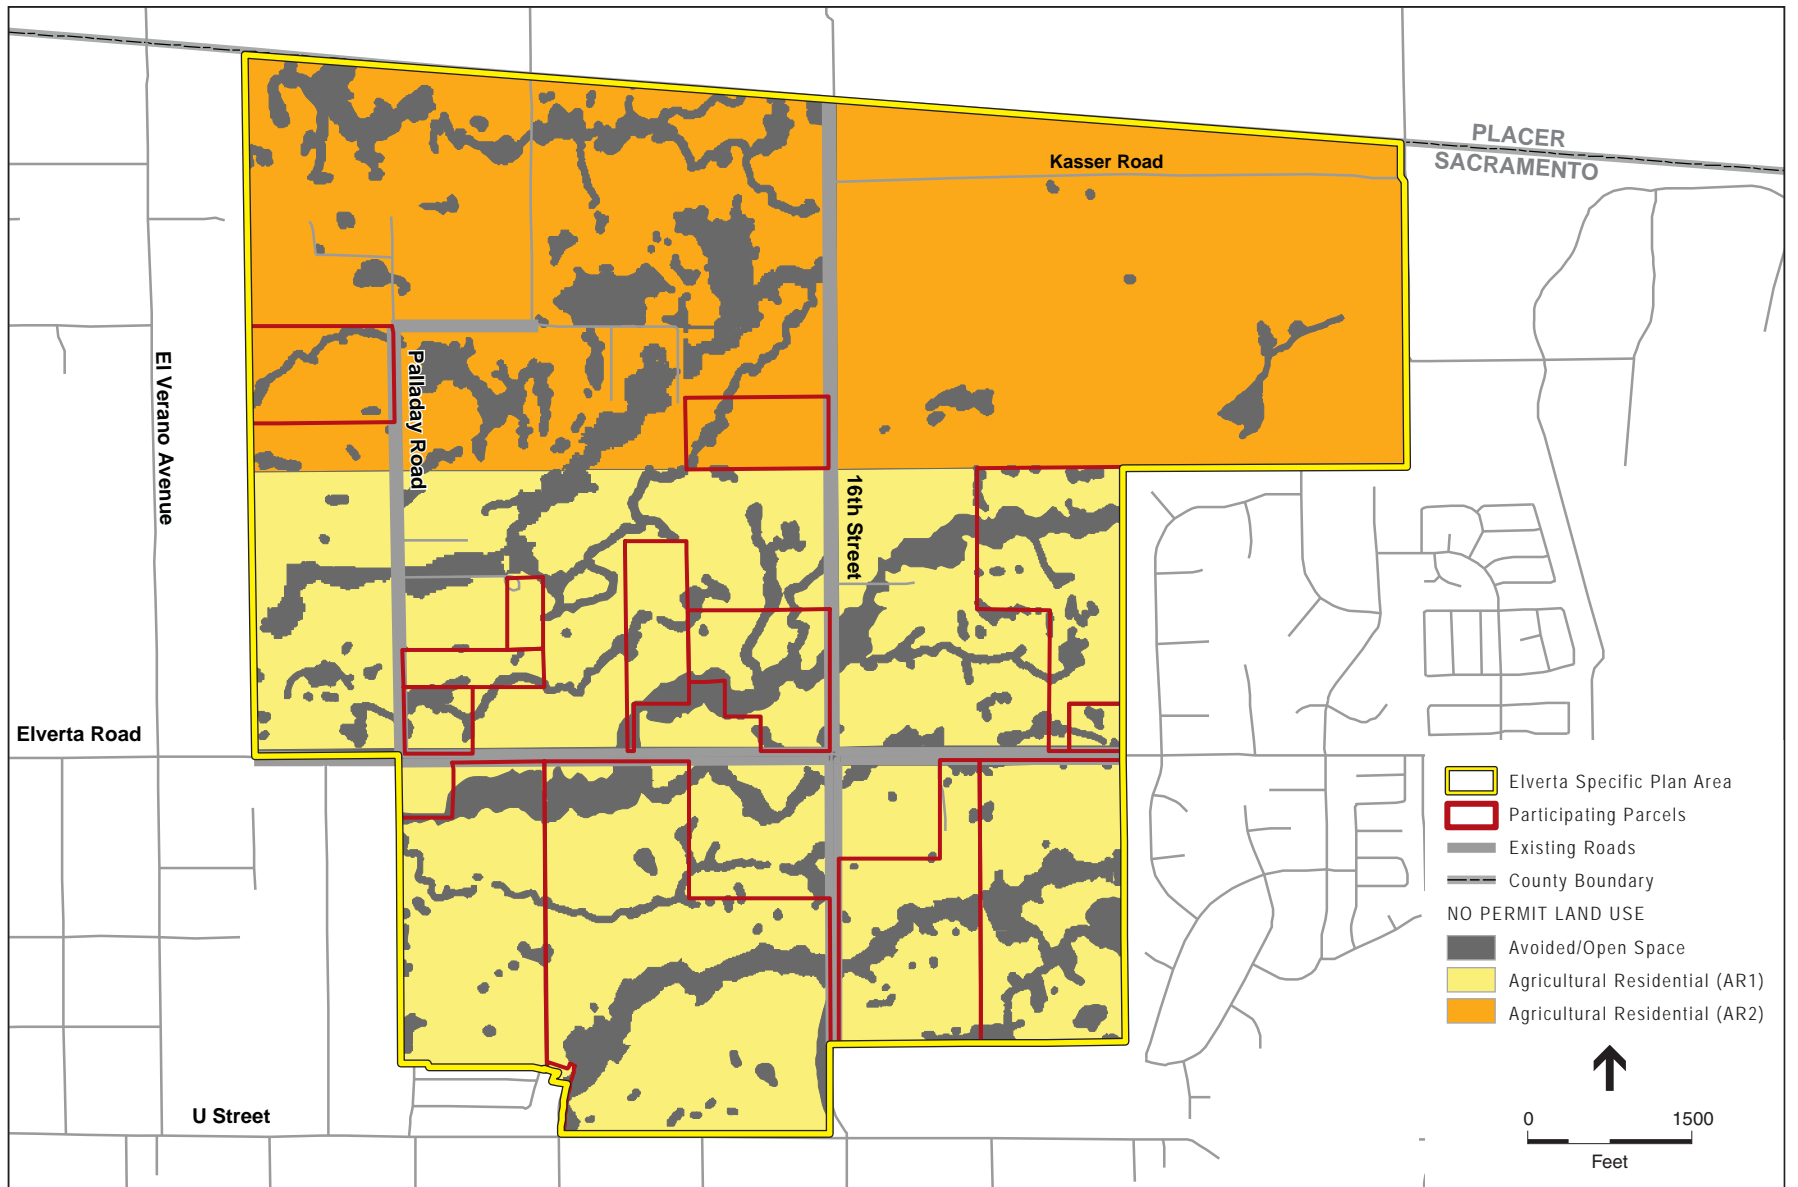 PLACER
SACRAMENTO
Kasser Road
El Verano Avenue
Palladay Road
16th Street
Elverta Road
U Street
Elverta Specific Plan Area
Participating Parcels
Existing Roads
County Boundary
NO PERMIT LAND USE
Avoided/Open Space
Agricultural Residential (AR1)
Agricultural Residential (AR2)
0 1500
Feet